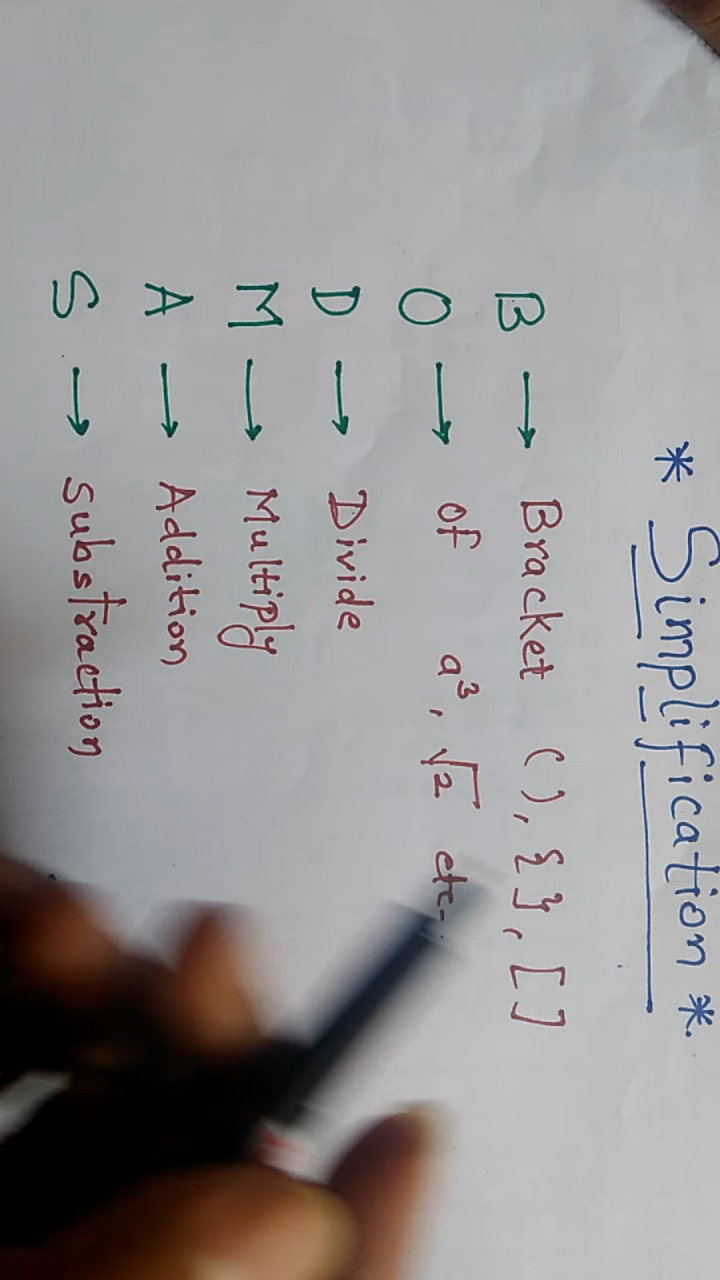 * Simplification *.
B → Bracket ( ), { }, [ ]
O → of a³, √2 etc-
D → Divide
M → Multiply
A → Addition
S → Substraction